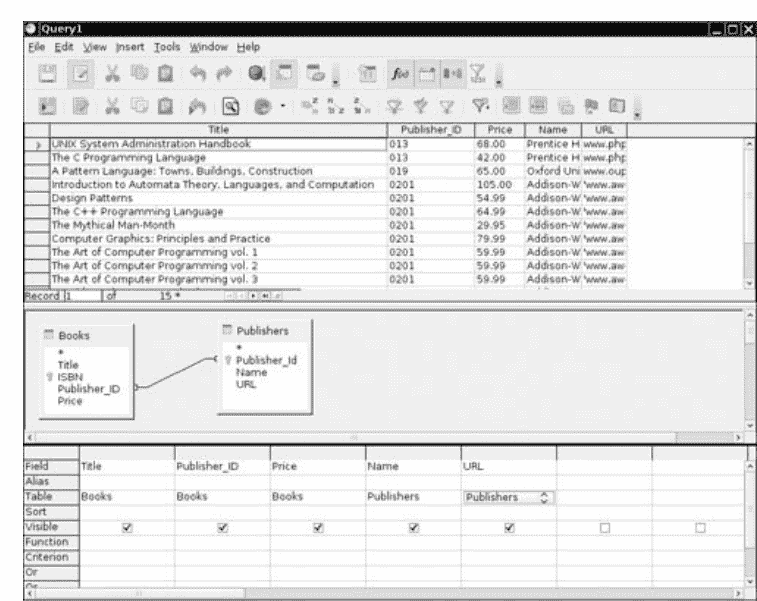 Query1
File Edit View Insert Tools Window Help
Title Publisher_ID Price Name URL
UNIX System Administration Handbook 013 68.00 Prentice H www.php
The C Programming Language 013 42.00 Prentice H www.php
A Pattern Language: Towns, Buildings, Construction 019 65.00 Oxford Uni www.oup
Introduction to Automata Theory, Languages, and Computation 0201 105.00 Addison-W 'www.aw
Design Patterns 0201 54.99 Addison-W 'www.aw
The C++ Programming Language 0201 64.99 Addison-W 'www.aw
The Mythical Man-Month 0201 29.95 Addison-W 'www.aw
Computer Graphics: Principles and Practice 0201 79.99 Addison-W 'www.aw
The Art of Computer Programming vol. 1 0201 59.99 Addison-W 'www.aw
The Art of Computer Programming vol. 2 0201 59.99 Addison-W 'www.aw
The Art of Computer Programming vol. 3 0201 59.99 Addison-W 'www.aw
Record 1 of 15 *
Books
*
Title
ISBN
Publisher_ID
Price
Publishers
*
Publisher_Id
Name
URL
Field Title Publisher_ID Price Name URL
Alias
Table Books Books Books Publishers Publishers
Sort
Visible
Function
Criterion
Or
Or